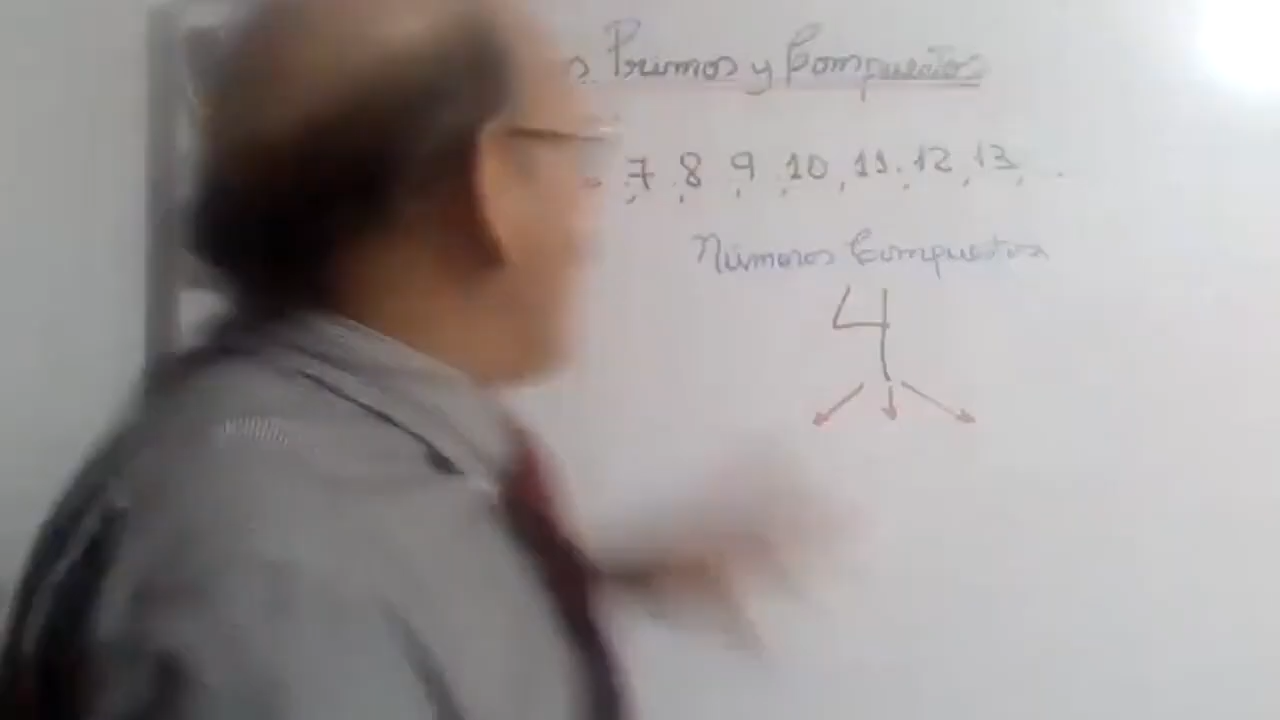 s Primos y Compuestos
7 8 9 10, 11, 12, 13, ...
Números Compuestos
4